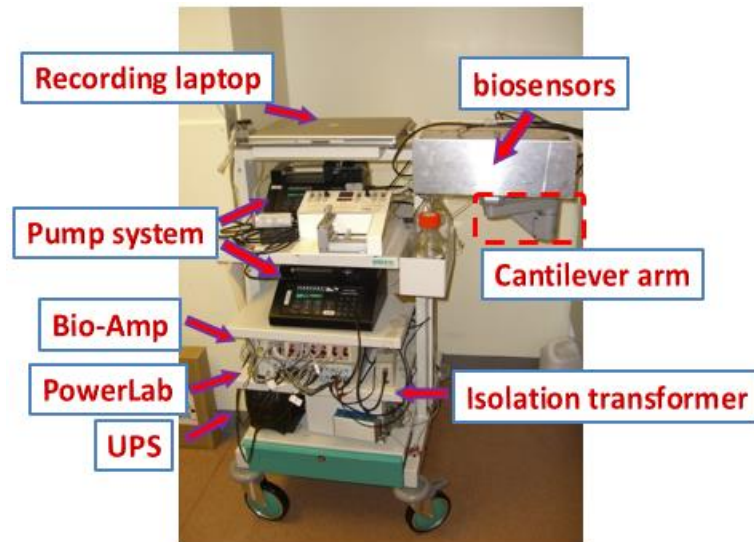 Recording laptop
biosensors
Pump system
Cantilever arm
Bio-Amp
PowerLab
Isolation transformer
UPS